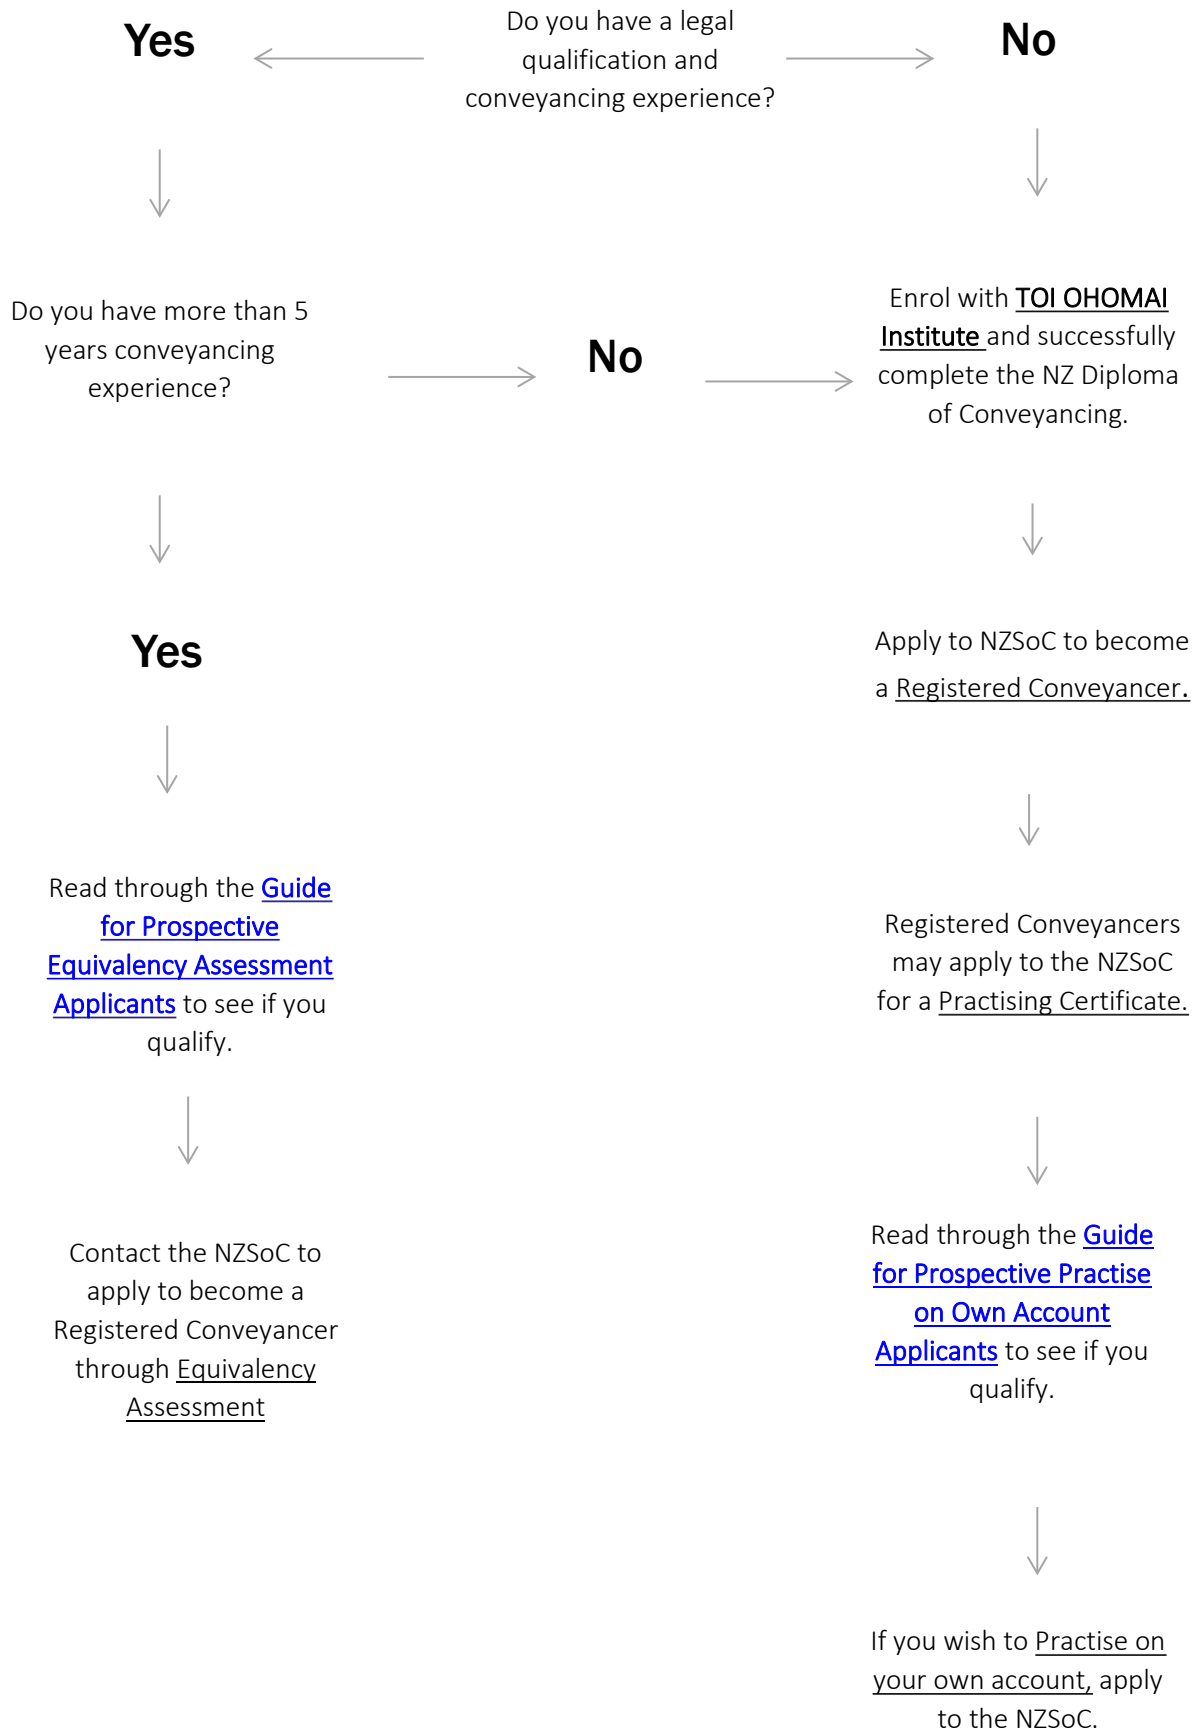 Yes
Do you have a legal
qualification and
conveyancing experience?
No
Do you have more than 5
years conveyancing
experience?
No
Enrol with TOI OHOMAI
Institute and successfully
complete the NZ Diploma
of Conveyancing.
Yes
Apply to NZSoC to become
a Registered Conveyancer.
Read through the Guide
for Prospective
Equivalency Assessment
Applicants to see if you
qualify.
Registered Conveyancers
may apply to the NZSoC
for a Practising Certificate.
Contact the NZSoC to
apply to become a
Registered Conveyancer
through Equivalency
Assessment
Read through the Guide
for Prospective Practise
on Own Account
Applicants to see if you
qualify.
If you wish to Practise on
your own account, apply
to the NZSoC.